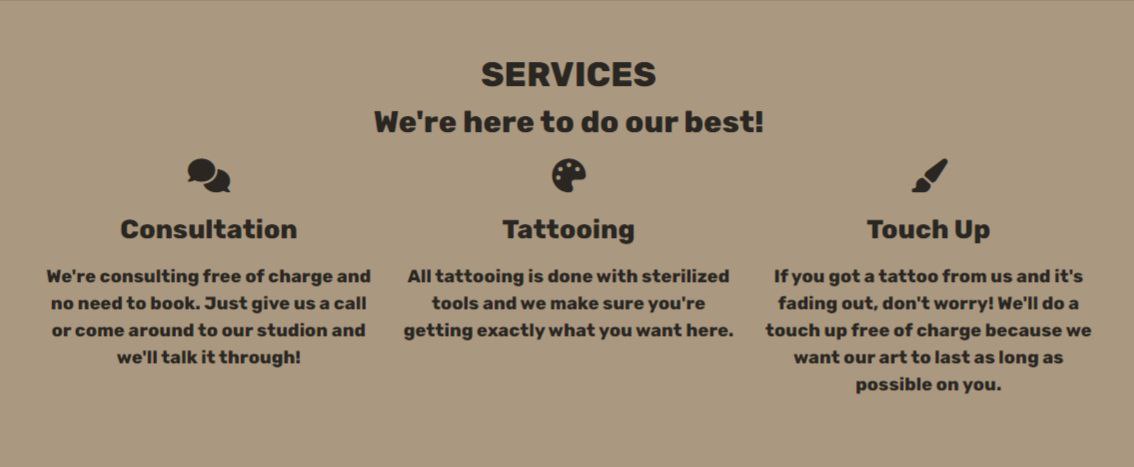 SERVICES
We're here to do our best!
Consultation
We're consulting free of charge and
no need to book. Just give us a call
or come around to our studion and
we'll talk it through!
Tattooing
All tattooing is done with sterilized
tools and we make sure you're
getting exactly what you want here.
Touch Up
If you got a tattoo from us and it's
fading out, don't worry! We'll do a
touch up free of charge because we
want our art to last as long as
possible on you.